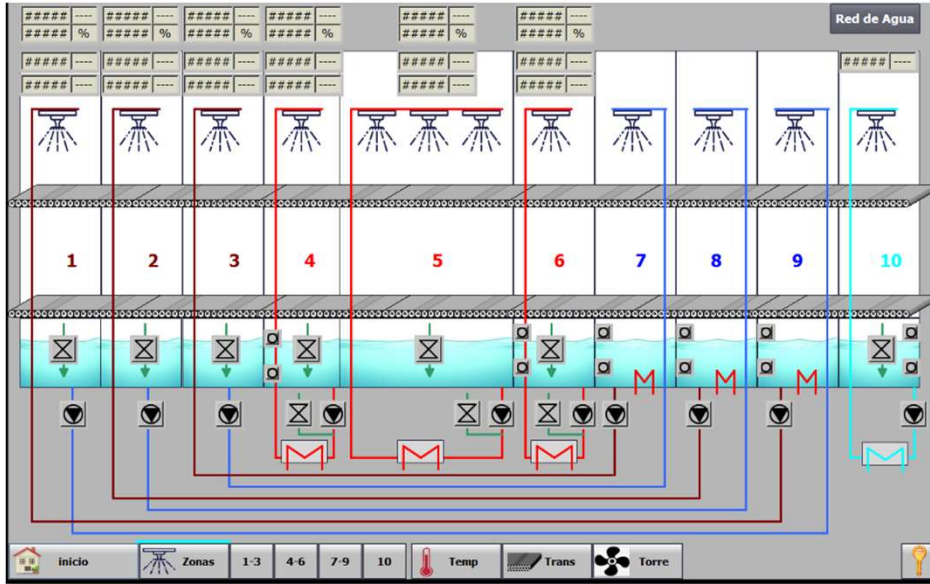 ##### ---- ##### ---- ##### ---- ##### ---- ##### ---- ##### ----
Red de Agua
##### % ##### % ##### % ##### % ##### % ##### %
##### ---- ##### ---- ##### ---- ##### ---- ##### ---- ##### ---- ##### ----
##### ---- ##### ---- ##### ---- ##### ---- ##### ---- ##### ----
1 2 3 4 5 6 7 8 9 10
inicio Zonas 1-3 4-6 7-9 10 Temp Trans Torre